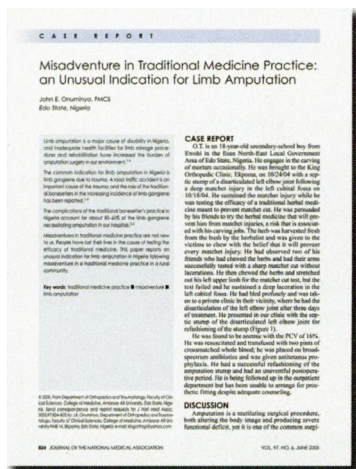 CASE REPORT
Misadventure in Traditional Medicine Practice:
an Unusual Indication for Limb Amputation
John E. Onuminya, FMCS
Edo State, Nigeria
Limb amputation is a major cause of disability in Nigeria,
and inadequate health facilities for limb salvage proce-
dures and rehabilitation have increased the burden of
amputation surgery in our environment.
The common indication for limb amputation in Nigeria is
limb gangrene due to trauma. A road traffic accident is an
important cause of the trauma and the role of the tradition-
al bonesetters in the increasing incidence of limb gangrene
has been reported.
The complications of the traditional bonesetter's practice in
Nigeria account for about 50-60% of the limb gangrene
necessitating amputation in our hospitals.
Misadventures in traditional medicine practice are not new
to us. People have lost their lives in the cause of testing the
efficacy of traditional medicine. This paper reports an
unusual indication for limb amputation in Nigeria following
misadventure in a traditional medicine practice in a rural
community.
Key words: traditional medicine practice ■ misadventure ■
limb amputation
CASE REPORT
O.T. is an 18-year-old secondary-school boy from
Ewohi in the Esan North-East Local Government
Area of Edo State, Nigeria. He engages in the carving
of mortars occasionally. He was brought to the King
Orthopedic Clinic, Ekpoma, on 10/24/04 with a sep-
tic stump of a disarticulated left elbow joint following
a deep matchet injury in the left cubital fossa on
10/18/04. He sustained the matchet injury while he
was testing the efficacy of a traditional herbal medi-
cine meant to prevent matchet cut. He was persuaded
by his friends to try the herbal medicine that will pre-
vent him from matchet injuries, a risk that is associat-
ed with his carving jobs. The herb was harvested fresh
from the bush by the herbalist and was given to the
victims to chew with the belief that it will prevent
every matchet injury. He had observed two of his
friends who had chewed the herbs and had their arms
successfully tested with a sharp matchet cut without
lacerations. He then chewed the herbs and stretched
out his left upper limb for the matchet cut test, but the
test failed and he sustained a deep laceration in the
left cubital fossa. He had bled profusely and was tak-
en to a private clinic in their vicinity, where he had the
disarticulation of the left elbow joint after three days
of treatment. He presented in our clinic with the sep-
tic stump of the disarticulated left elbow joint for
refashioning of the stump (Figure 1).
He was found to be anemic with the PCV of 16%.
He was resuscitated and transfused with two pints of
crossmatched whole blood; he was placed on broad-
spectrum antibiotics and was given antitetanus pro-
phylaxis. He had a successful refashioning of the
amputation stump and had an uneventful postopera-
tive period. He is being followed up in the outpatient
department but has been unable to arrange for pros-
thetic fitting despite adequate counseling.
DISCUSSION
Amputation is a mutilating surgical procedure,
both altering the body image and producing severe
functional deficit, yet it is one of the common surgi-
824 JOURNAL OF THE NATIONAL MEDICAL ASSOCIATION
VOL. 97, NO. 6, JUNE 2005